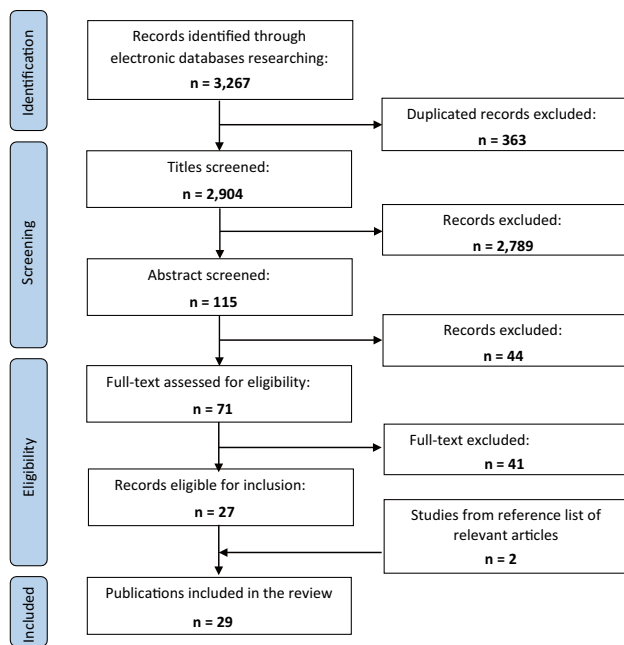 Identification
Records identified through
electronic databases researching:
n = 3,267
Duplicated records excluded:
n = 363
Screening
Titles screened:
n = 2,904
Records excluded:
n = 2,789
Abstract screened:
n = 115
Records excluded:
n = 44
Eligibility
Full-text assessed for eligibility:
n = 71
Full-text excluded:
n = 41
Records eligible for inclusion:
n = 27
Studies from reference list of
relevant articles
n = 2
Included
Publications included in the review
n = 29